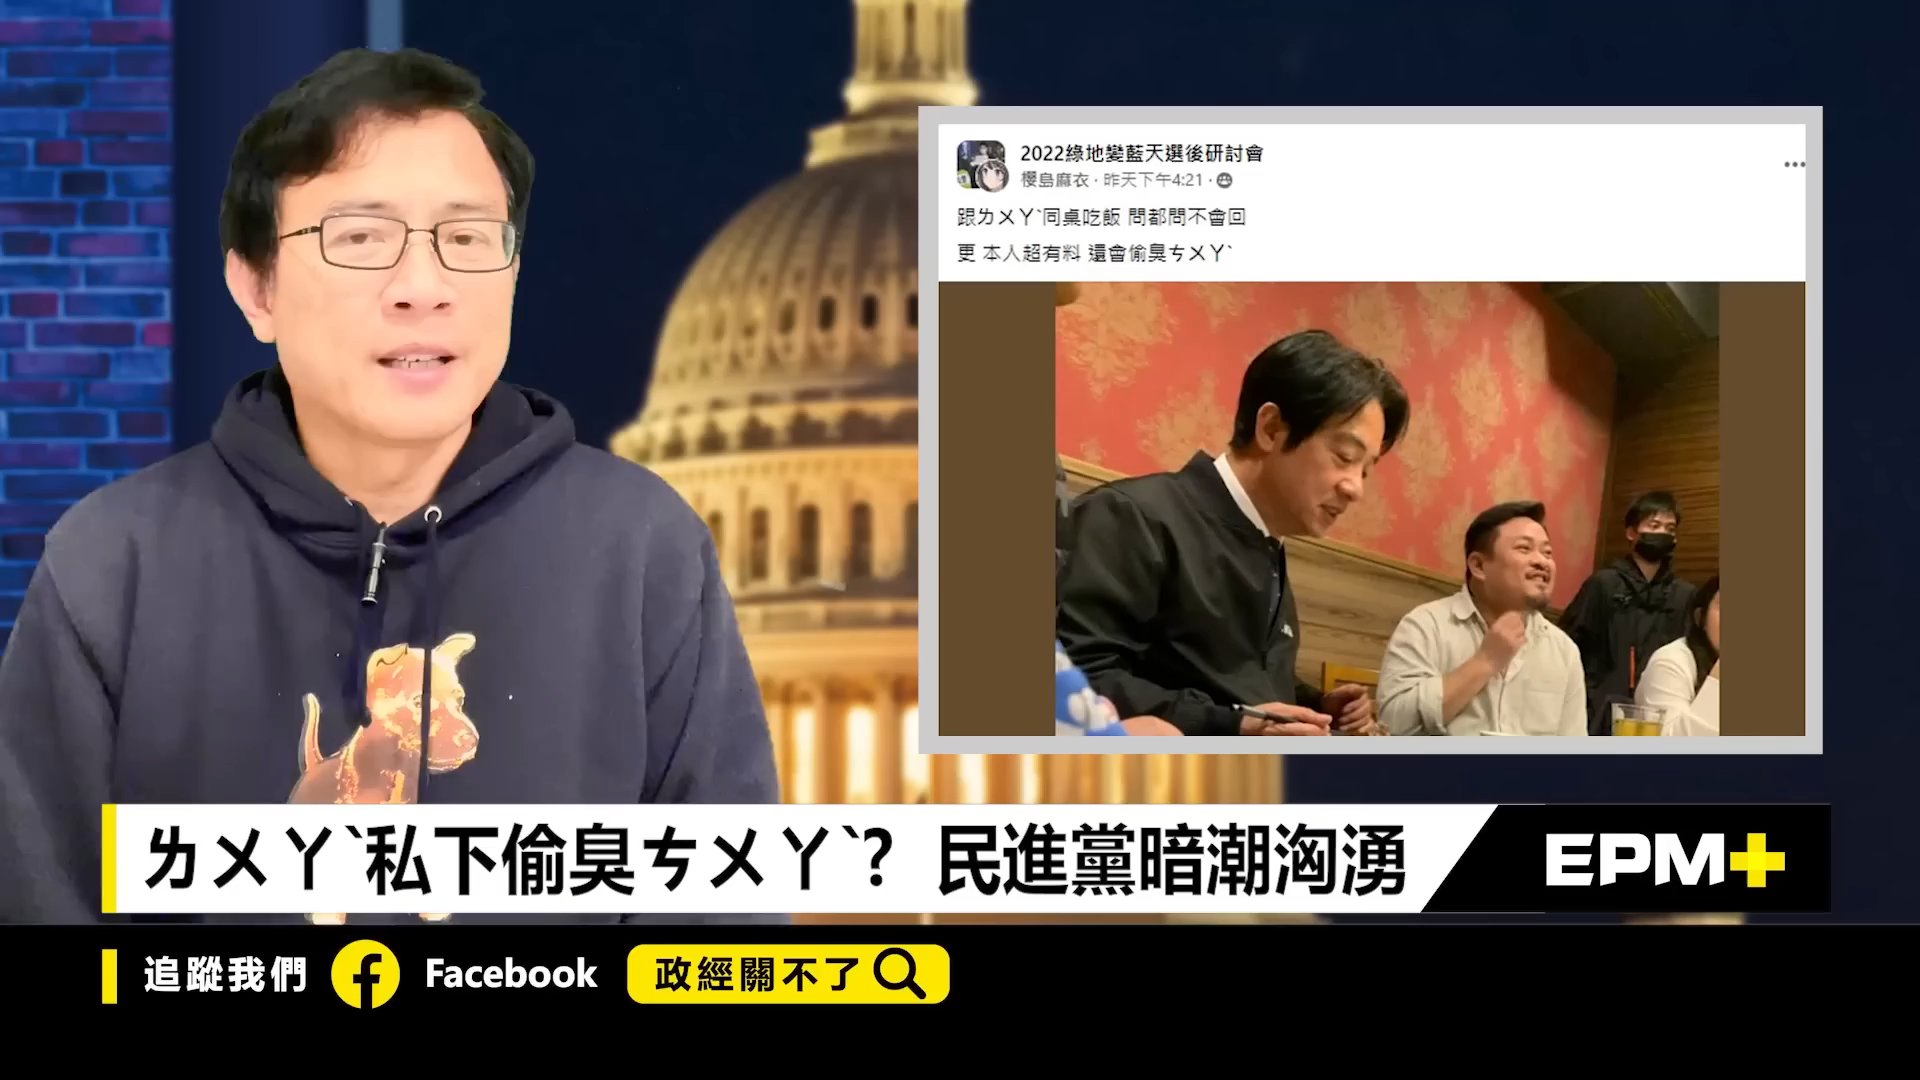 2022綠地變藍天選後研討會
櫻島麻衣·昨天下午4:21·
跟ㄌㄨㄚˋ同桌吃飯 問都問不會回
更 本人超有料 還會偷臭ㄘㄨㄚˋ
ㄌㄨㄚˋ私下偷臭ㄘㄨㄚˋ? 民進黨暗潮洶湧
EPM+
追蹤我們 Facebook 政經關不了